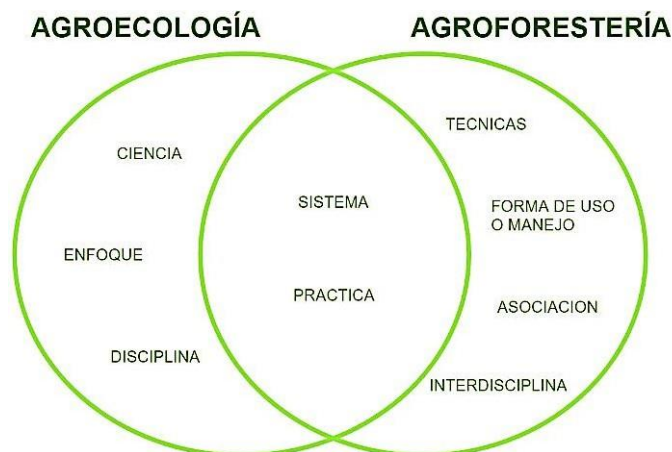 AGROECOLOGÍA
AGROFORESTERÍA
CIENCIA
ENFOQUE
DISCIPLINA
SISTEMA
PRACTICA
TECNICAS
FORMA DE USO
O MANEJO
ASOCIACION
INTERDISCIPLINA